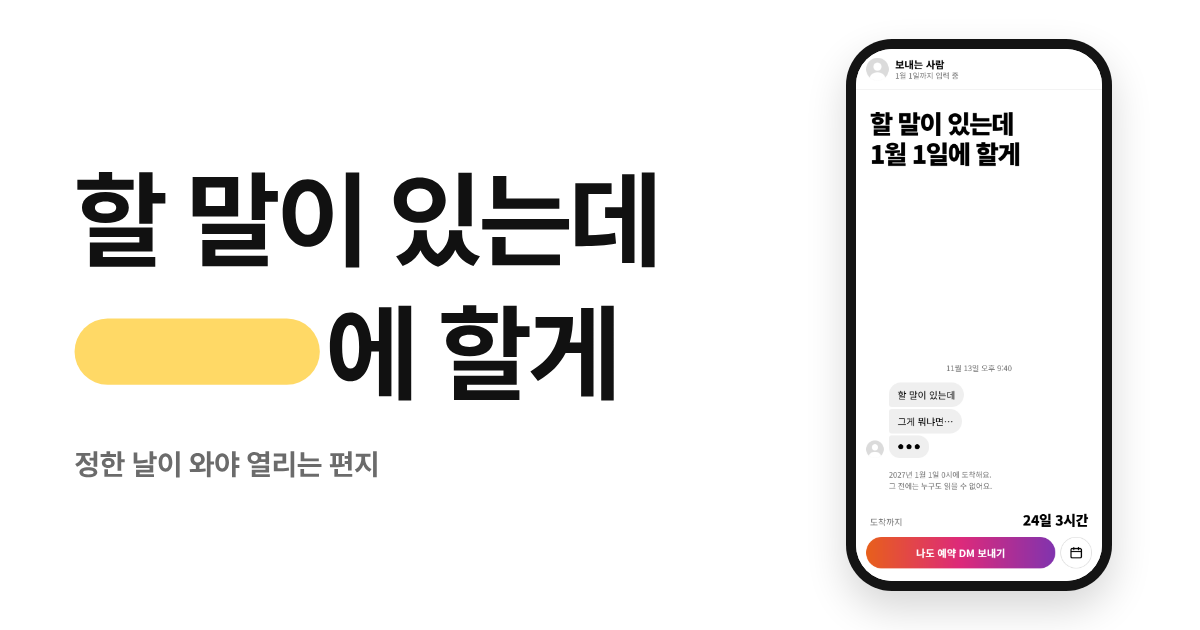 할 말이 있는데
에 할게
정한 날이 와야 열리는 편지
보내는 사람
1월 1일까지 입력 중
할 말이 있는데
1월 1일에 할게
11월 13일 오후 9:40
할 말이 있는데
그게 뭐냐면…
2027년 1월 1일 0시에 도착해요.
그 전에는 누구도 읽을 수 없어요.
도착까지
24일 3시간
나도 예약 DM 보내기